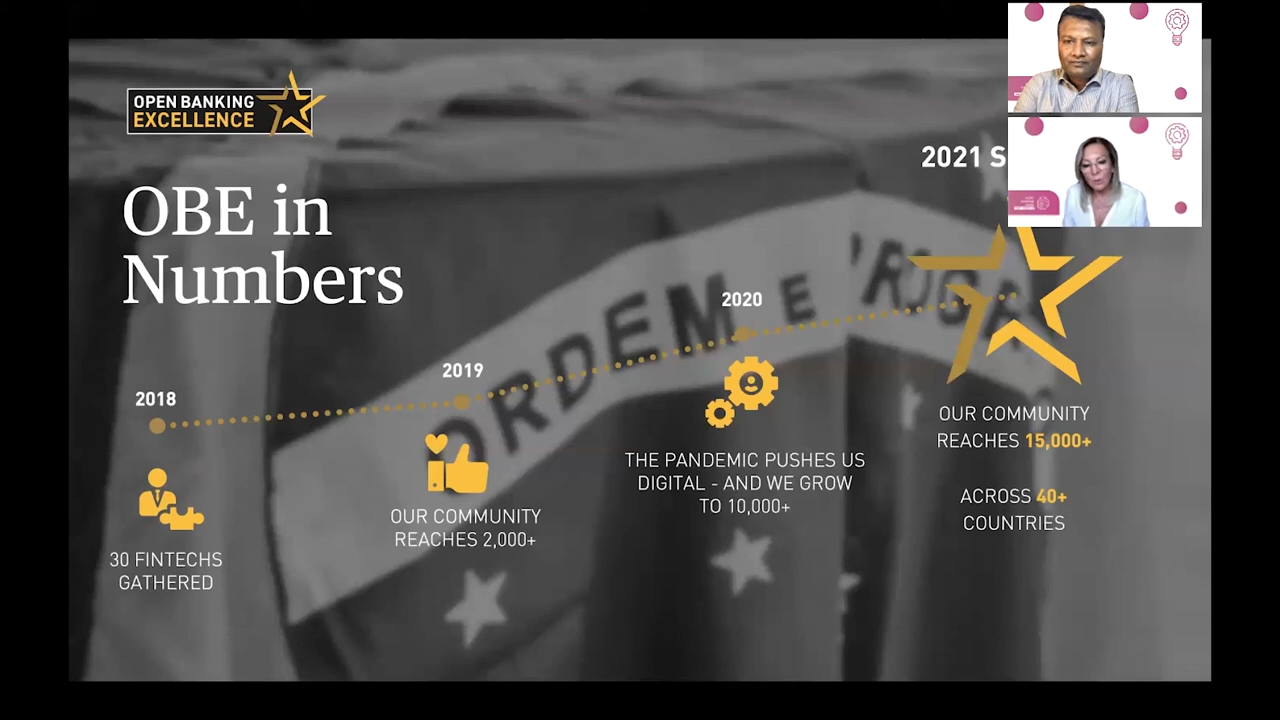 OPEN BANKING
EXCELLENCE
OBE in
Numbers
2018
30 FINTECHS
GATHERED
2019
OUR COMMUNITY
REACHES 2,000+
2020
THE PANDEMIC PUSHES US
DIGITAL - AND WE GROW
TO 10,000+
2021 S
OUR COMMUNITY
REACHES 15,000+
ACROSS 40+
COUNTRIES
ORDEM E